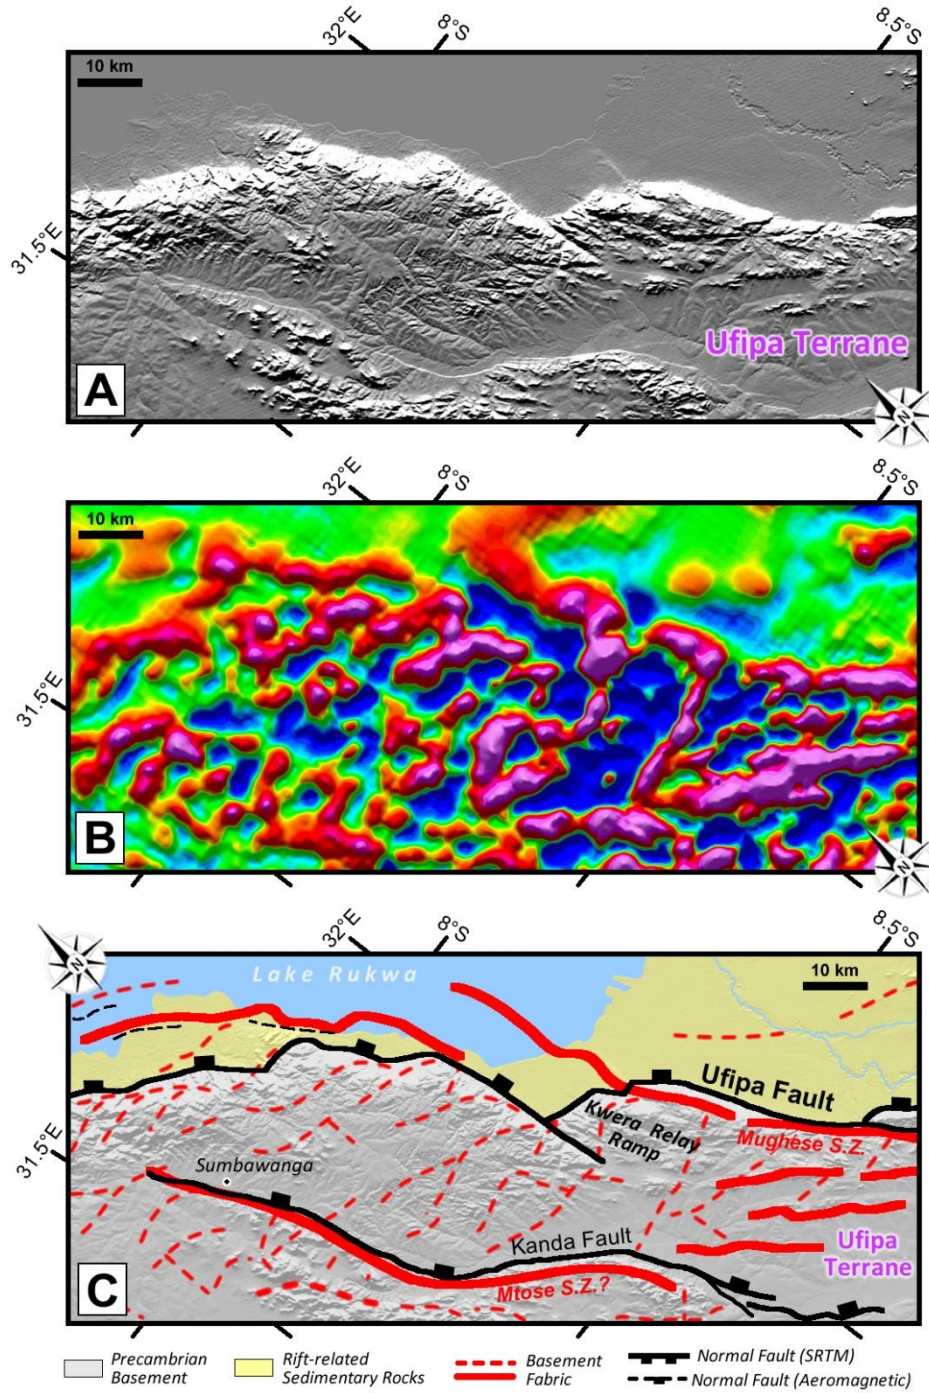 32°E
8°S
8.5°S
10 km
31.5°E
Ufipa Terrane
A
N
32°E
8°S
8.5°S
10 km
31.5°E
B
N
32°E
8°S
8.5°S
N
Lake Rukwa
10 km
Ufipa Fault
Kwera Relay
Ramp
Mughese S.Z.
31.5°E
Sumbawanga
Kanda Fault
Ufipa
Terrane
Mtose S.Z.?
C
Precambrian
Basement
Rift-related
Sedimentary Rocks
Basement
Fabric
Normal Fault (SRTM)
Normal Fault (Aeromagnetic)